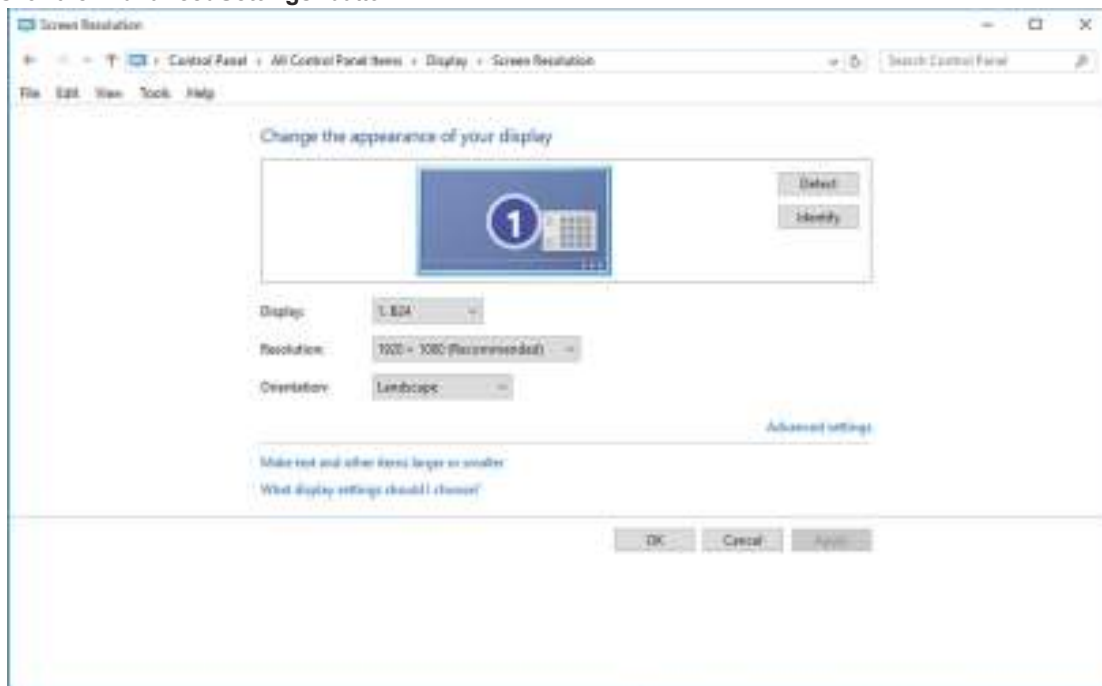 Screen Resolution
Control Panel › All Control Panel Items › Display › Screen Resolution
Search Control Panel
File Edit View Tools Help
Change the appearance of your display
1
Detect
Identify
Display: 1. B24
Resolution: 1920 × 1080 (Recommended)
Orientation: Landscape
Advanced settings
Make text and other items larger or smaller
What display settings should I choose?
OK Cancel Apply